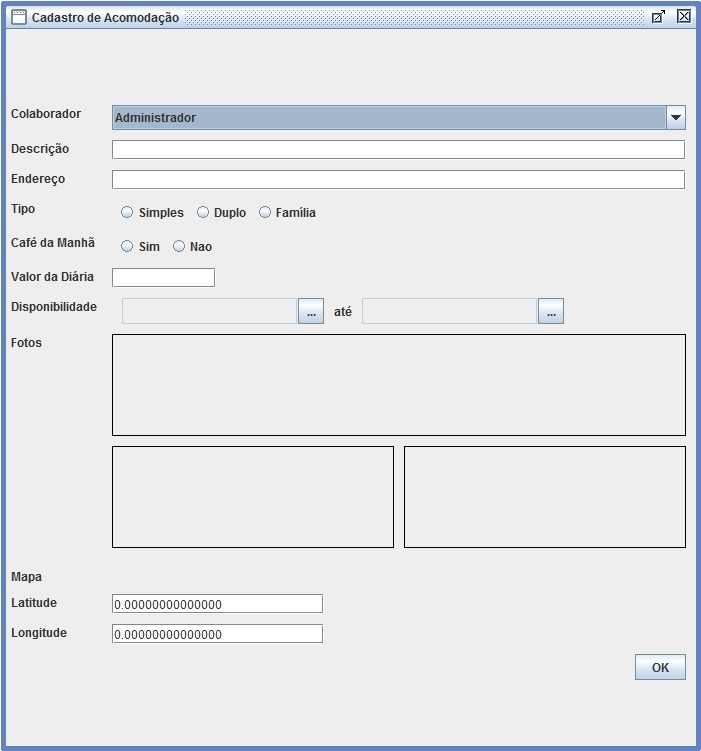 Cadastro de Acomodação
Colaborador Administrador
Descrição
Endereço
Tipo Simples Duplo Família
Café da Manhã Sim Nao
Valor da Diária
Disponibilidade ... até ...
Fotos
Mapa
Latitude 0.00000000000000
Longitude 0.00000000000000
OK